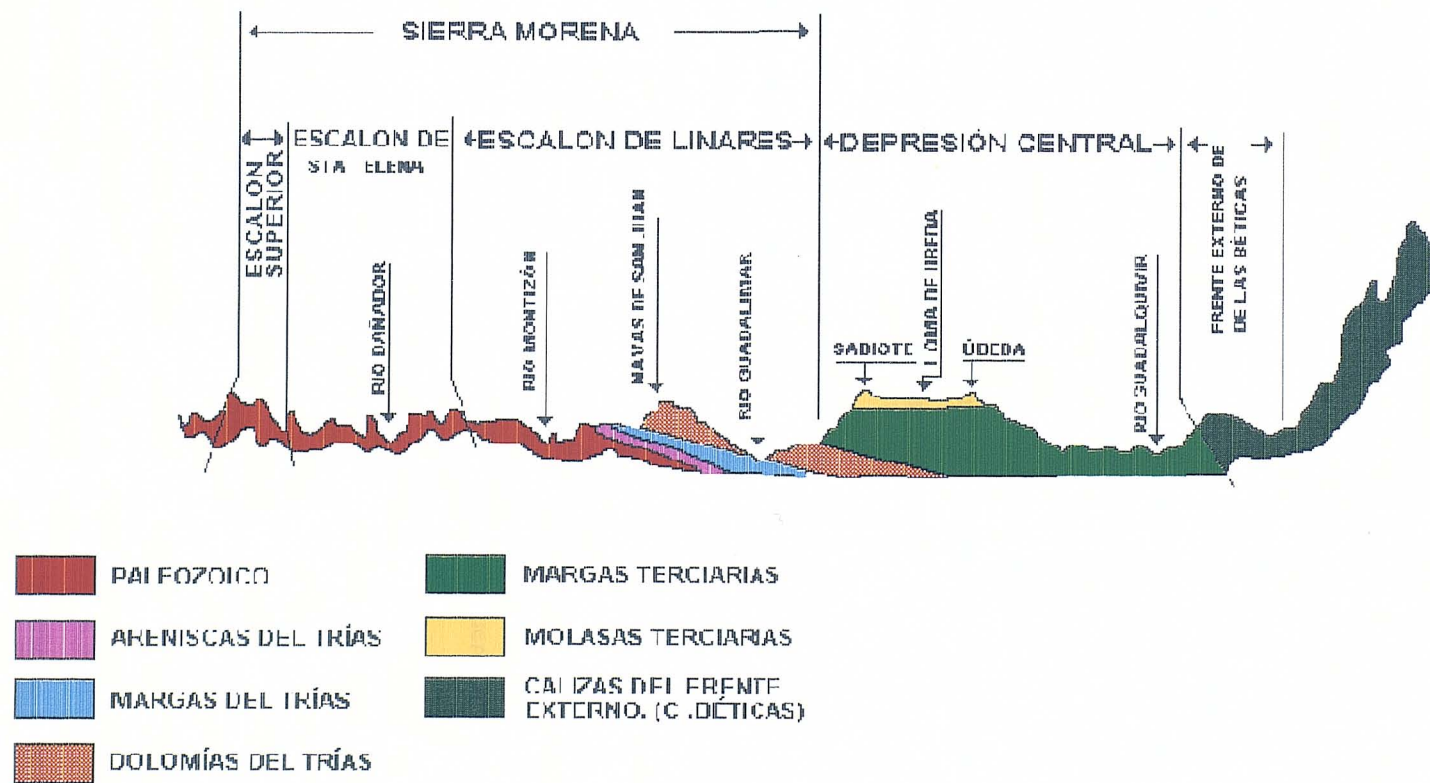 SIERRA MORENA
ESCALON SUPERIOR
ESCALON DE
STA ELENA
ESCALON DE LINARES
DEPRESIÓN CENTRAL
FRENTE EXTERNO DE
DE LAS BÉTICAS
RIO DAÑADOR
RIO MONTIZÓN
NAVAS DE SAN JUAN
RIO GUADALIMAR
SABIOTE
LOMA DE UBEDA
ÚBEDA
RIO GUADALQUIVIR
PALEOZOICO
ARENISCAS DEL TRÍAS
MARGAS DEL TRÍAS
DOLOMÍAS DEL TRÍAS
MARGAS TERCIARIAS
MOLASAS TERCIARIAS
CALIZAS DEL FRENTE
EXTERNO. (C .BÉTICAS)